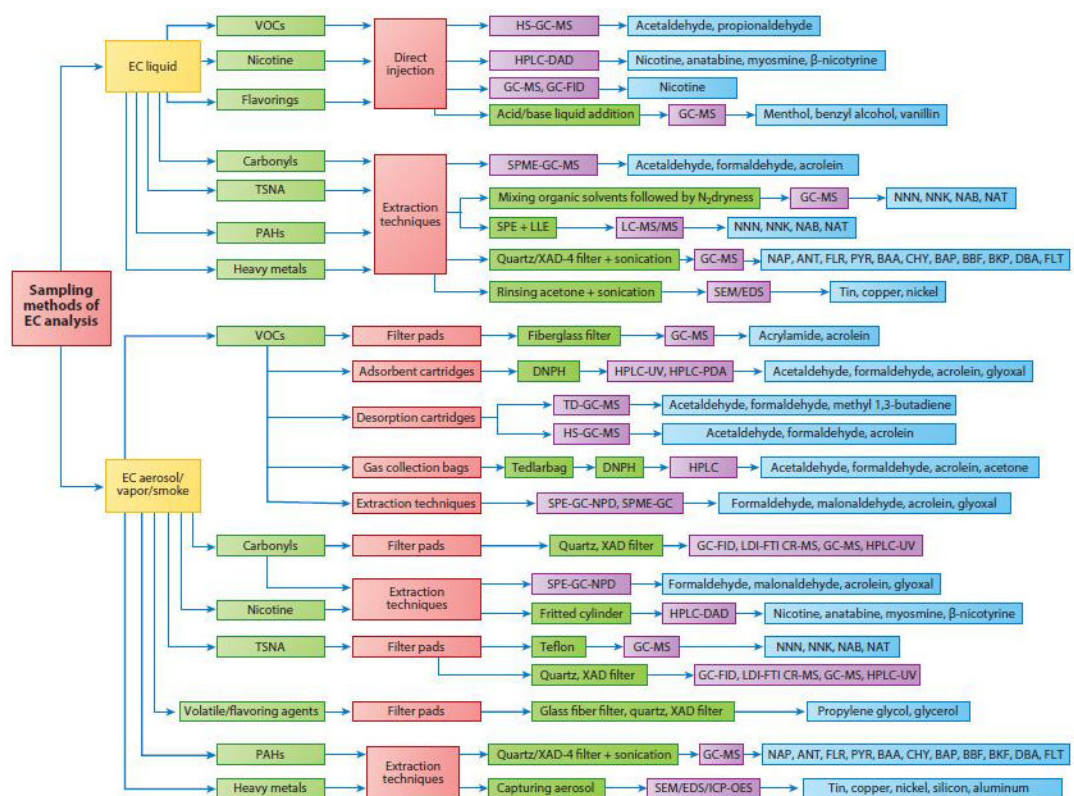 Sampling
methods of
EC analysis
EC liquid
VOCs
Nicotine
Flavorings
Direct
injection
HS-GC-MS
Acetaldehyde, propionaldehyde
HPLC-DAD
Nicotine, anatabine, myosmine, β-nicotyrine
GC-MS, GC-FID
Nicotine
Acid/base liquid addition
GC-MS
Menthol, benzyl alcohol, vanillin
Carbonyls
TSNA
PAHs
Heavy metals
Extraction
techniques
SPME-GC-MS
Acetaldehyde, formaldehyde, acrolein
Mixing organic solvents followed by N₂dryness
GC-MS
NNN, NNK, NAB, NAT
SPE + LLE
LC-MS/MS
NNN, NNK, NAB, NAT
Quartz/XAD-4 filter + sonication
GC-MS
NAP, ANT, FLR, PYR, BAA, CHY, BAP, BBF, BKP, DBA, FLT
Rinsing acetone + sonication
SEM/EDS
Tin, copper, nickel
EC aerosol/
vapor/smoke
VOCs
Filter pads
Fiberglass filter
GC-MS
Acrylamide, acrolein
Adsorbent cartridges
DNPH
HPLC-UV, HPLC-PDA
Acetaldehyde, formaldehyde, acrolein, glyoxal
Desorption cartridges
TD-GC-MS
Acetaldehyde, formaldehyde, methyl 1,3-butadiene
HS-GC-MS
Acetaldehyde, formaldehyde, acrolein
Gas collection bags
Tedlarbag
DNPH
HPLC
Acetaldehyde, formaldehyde, acrolein, acetone
Extraction techniques
SPE-GC-NPD, SPME-GC
Formaldehyde, malonaldehyde, acrolein, glyoxal
Carbonyls
Filter pads
Quartz, XAD filter
GC-FID, LDI-FTI CR-MS, GC-MS, HPLC-UV
Nicotine
Extraction
techniques
SPE-GC-NPD
Formaldehyde, malonaldehyde, acrolein, glyoxal
Fritted cylinder
HPLC-DAD
Nicotine, anatabine, myosmine, β-nicotyrine
TSNA
Filter pads
Teflon
GC-MS
NNN, NNK, NAB, NAT
Quartz, XAD filter
GC-FID, LDI-FTI CR-MS, GC-MS, HPLC-UV
Volatile/flavoring agents
Filter pads
Glass fiber filter, quartz, XAD filter
Propylene glycol, glycerol
PAHs
Heavy metals
Extraction
techniques
Quartz/XAD-4 filter + sonication
GC-MS
NAP, ANT, FLR, PYR, BAA, CHY, BAP, BBF, BKF, DBA, FLT
Capturing aerosol
SEM/EDS/ICP-OES
Tin, copper, nickel, silicon, aluminum